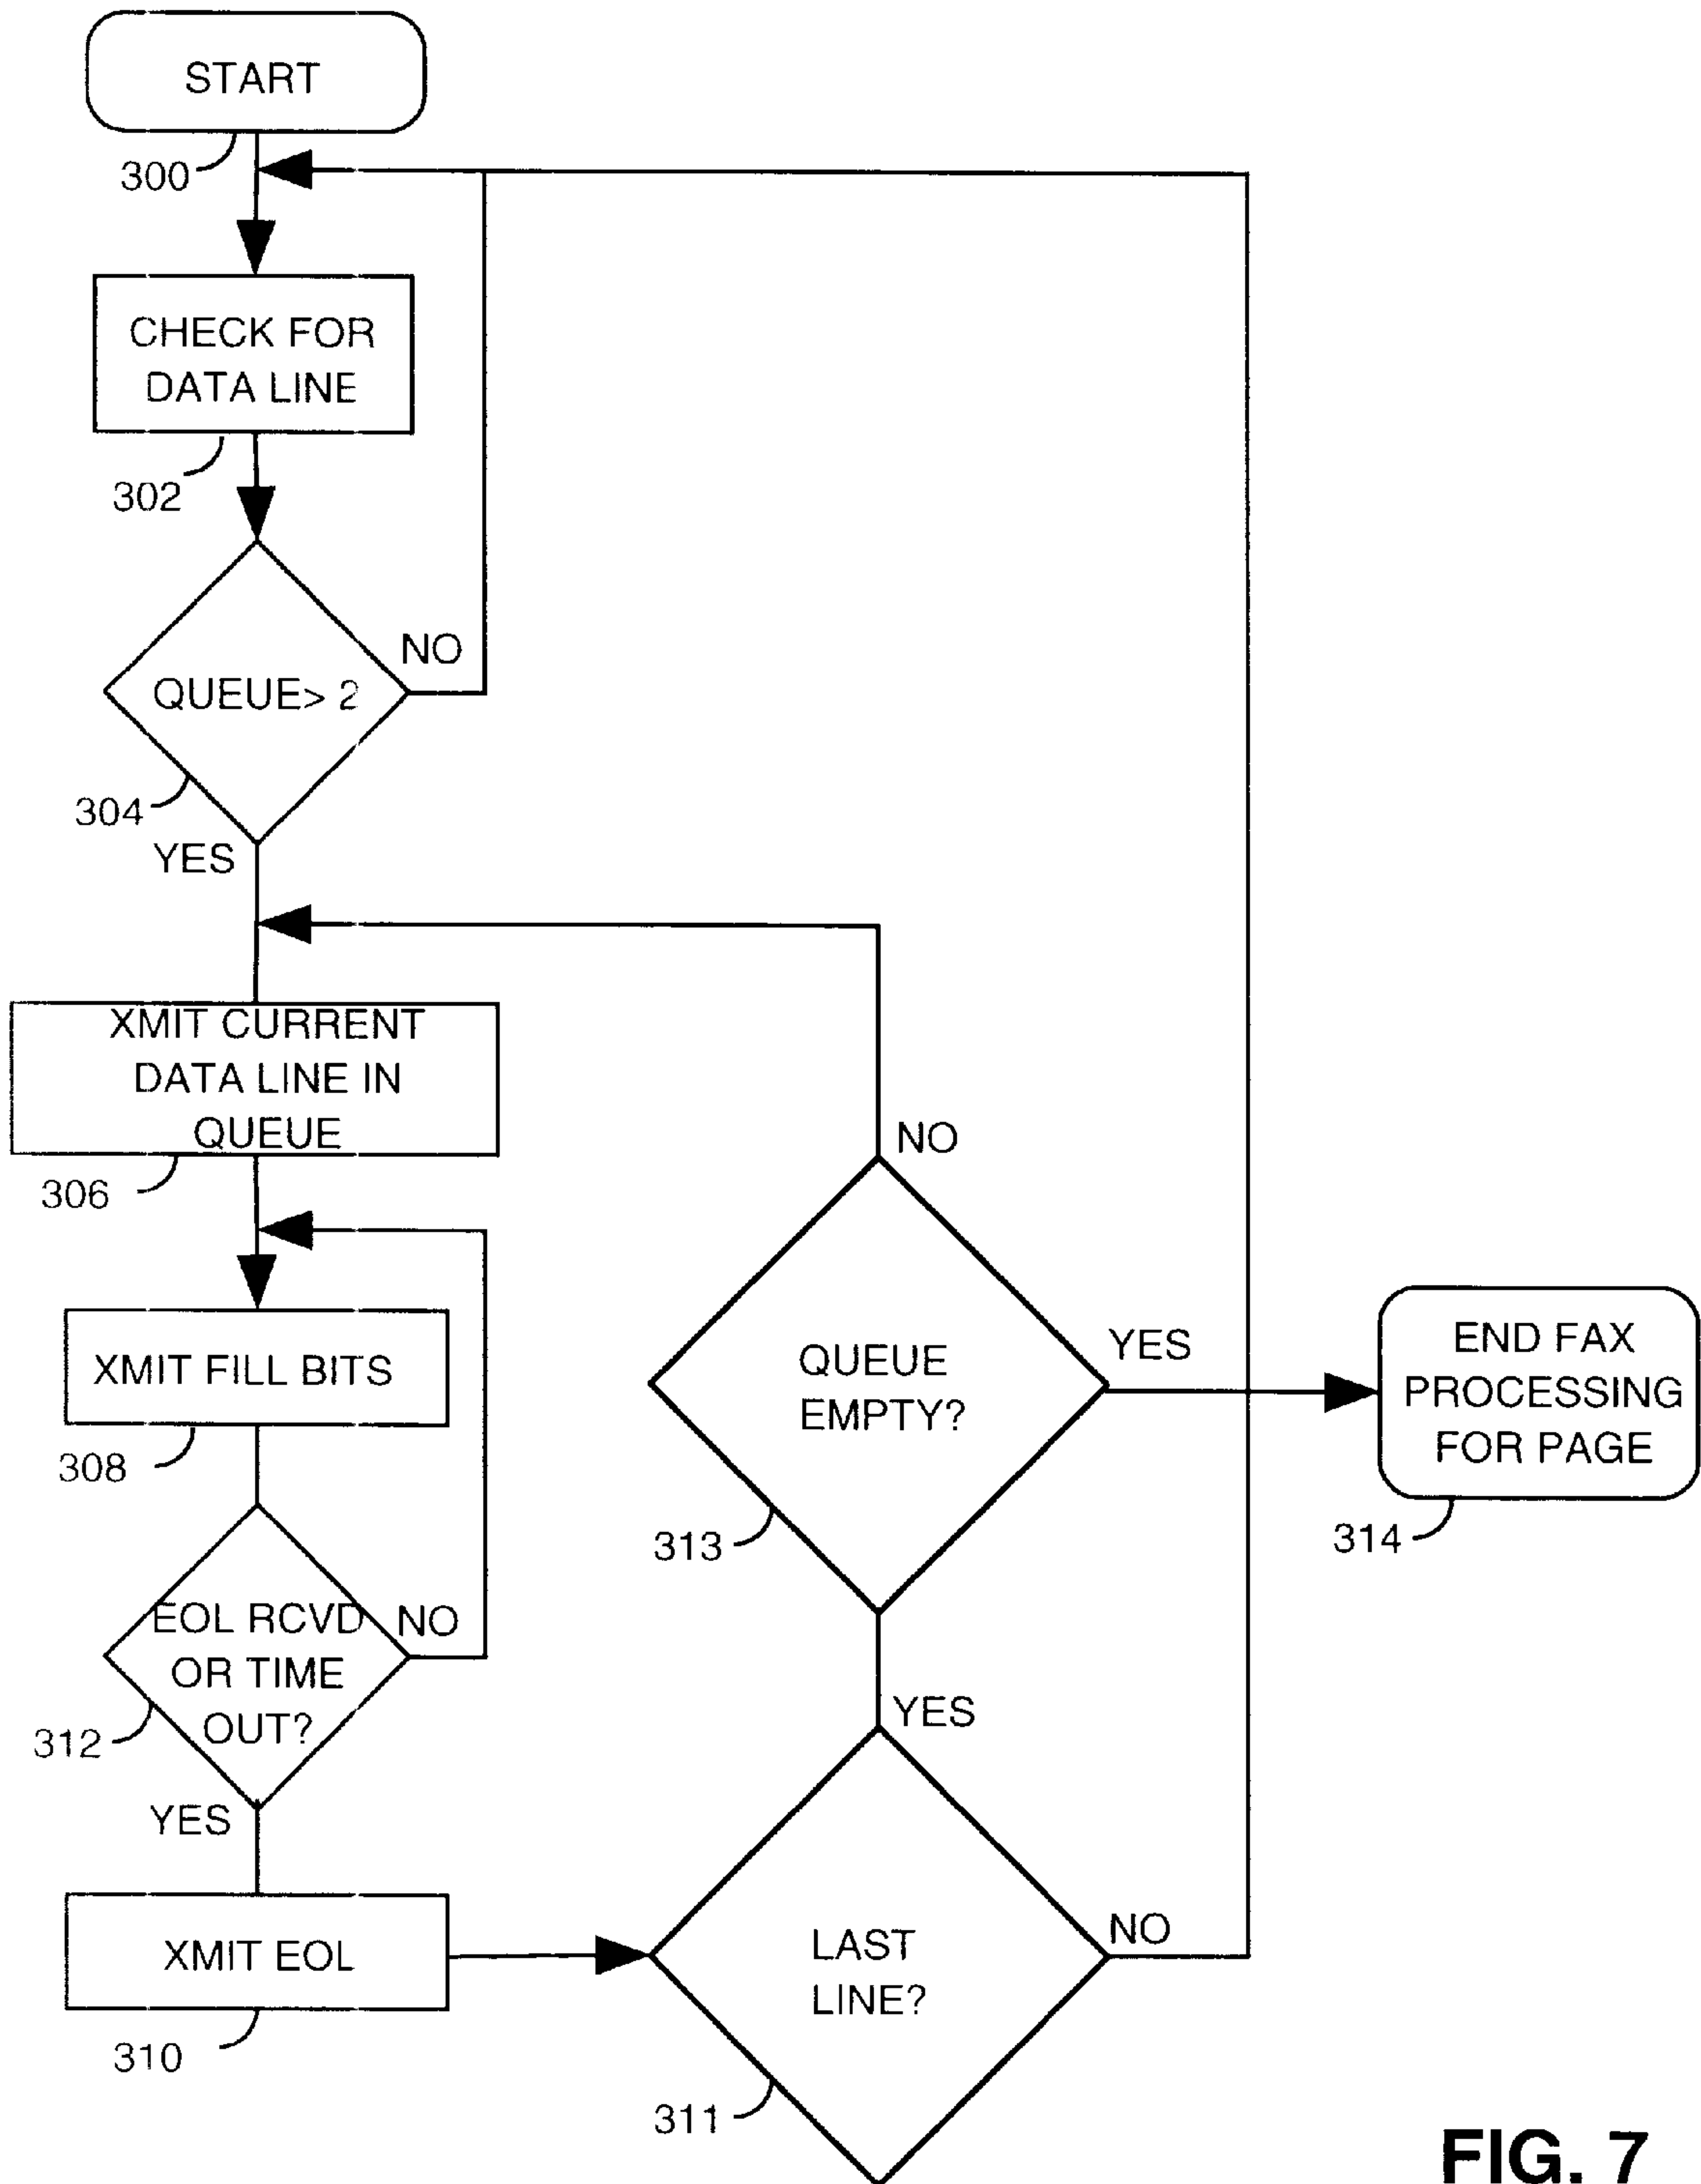 START
300
CHECK FOR
DATA LINE
302
QUEUE> 2
NO
304
YES
XMIT CURRENT
DATA LINE IN
QUEUE
306
XMIT FILL BITS
308
EOL RCVD
OR TIME
OUT?
NO
312
YES
XMIT EOL
310
LAST
LINE?
NO
311
YES
QUEUE
EMPTY?
NO
313
YES
END FAX
PROCESSING
FOR PAGE
314
FIG. 7